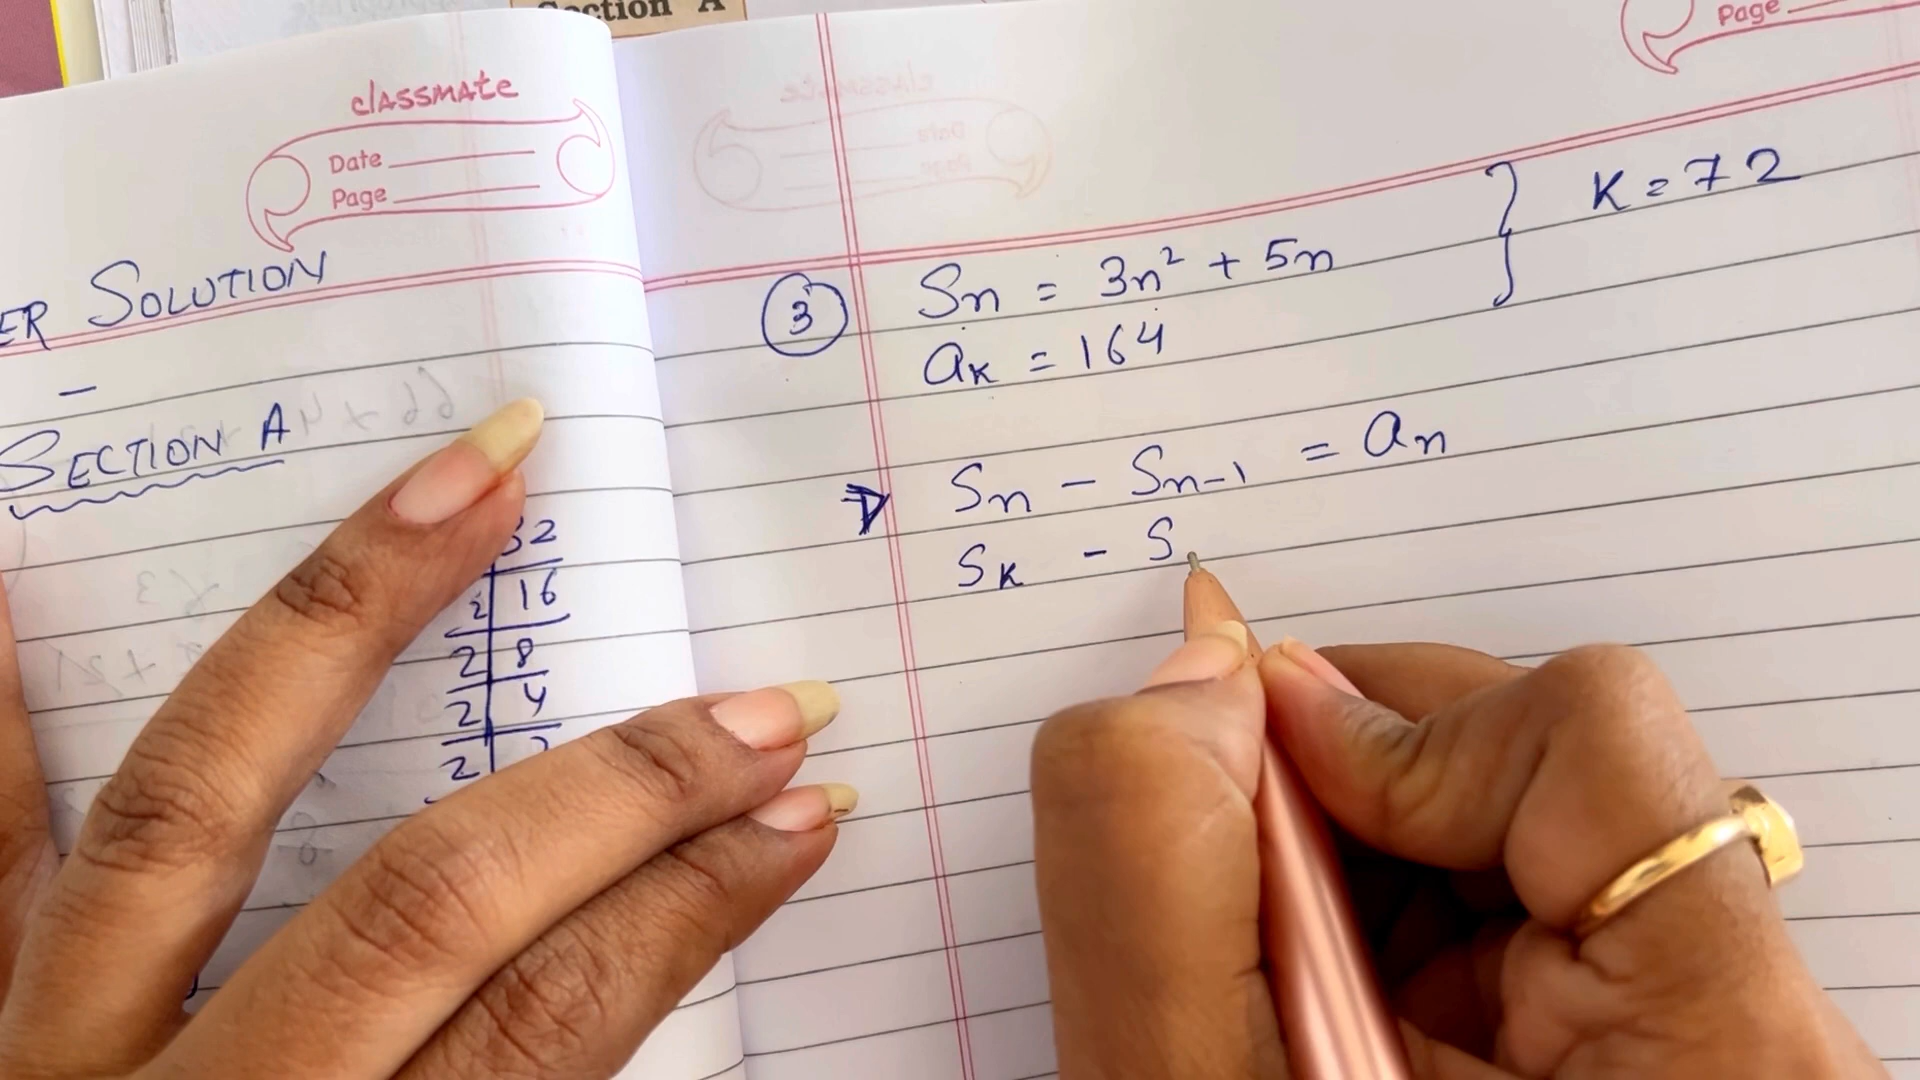 Section A
classmate
Date
Page
ER SOLUTION
SECTION A
32
2 16
2 8
2 4
2
Page
③ Sn = 3n² + 5n } K = 72
aK = 164
Sn - Sn-1 = an
SK - S